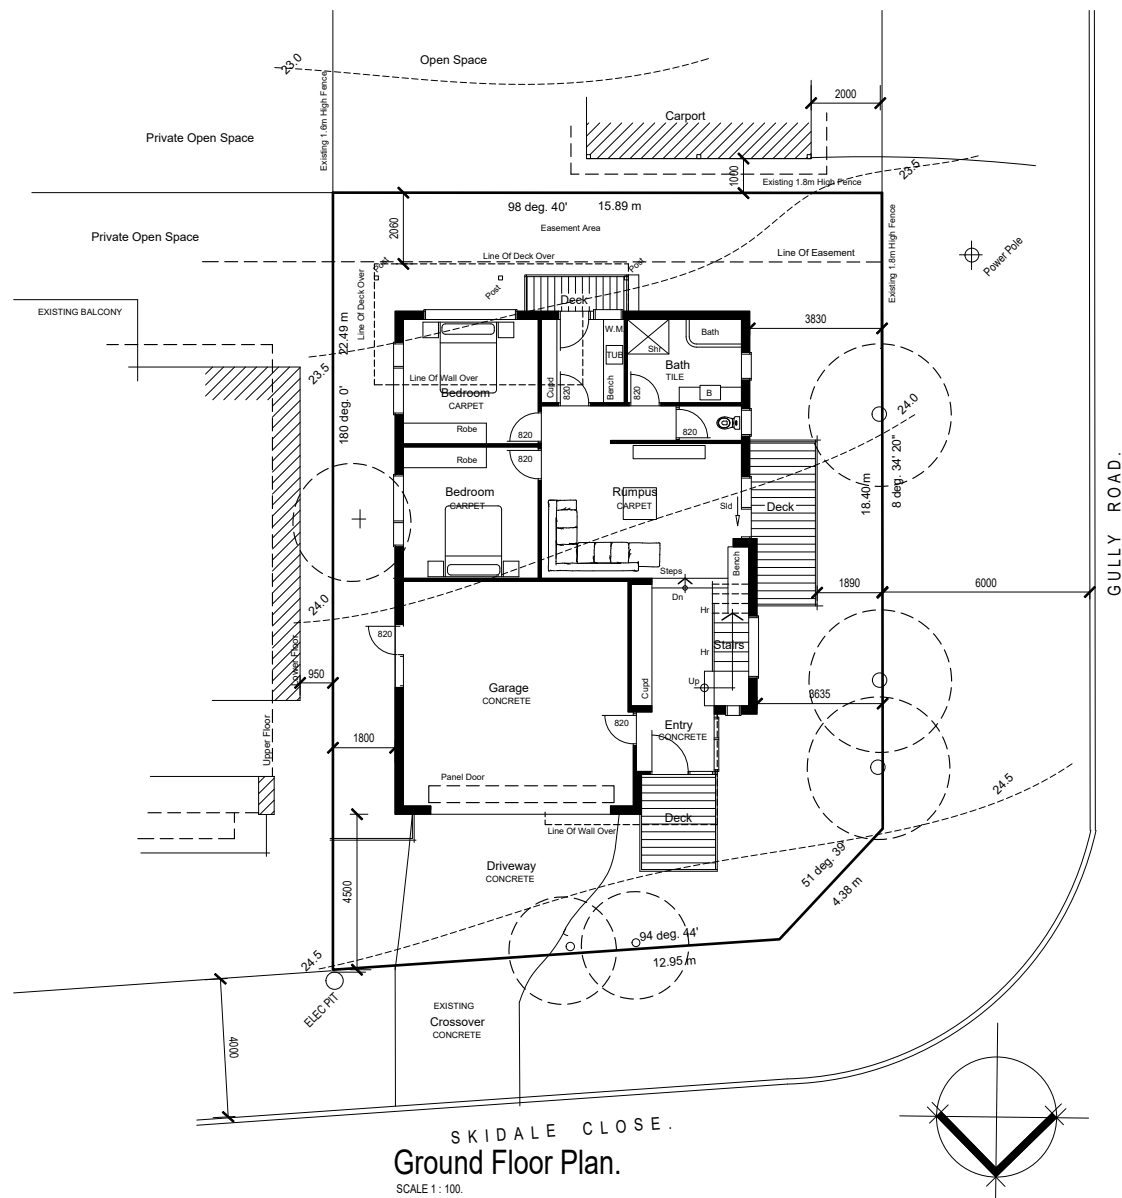 23.0
Open Space
2000
Carport
Existing 1.6m High Fence
Private Open Space
1000
Existing 1.8m High Fence
23.5
98 deg. 40'
15.89 m
2060
Easement Area
Private Open Space
Existing 1.8m High Fence
Line Of Deck Over
Line Of Easement
Power Pole
Post
Post
Post
Line Of Deck Over
Deck
EXISTING BALCONY
22.49 m
180 deg. 0'
23.5
W.M.
TUB
Shr
Bath
3830
Bath
TILE
Line Of Wall Over
Bedroom
CARPET
Cupd
820
Bench
820
B
24.0
Robe
820
820
820
Robe
Bedroom
CARPET
Rumpus
CARPET
Sld
Deck
18.40 m
8 deg. 34' 20"
GULLY ROAD.
Bench
Steps
Dn
1890
6000
24.0
Hr
820
Hr
Stairs
Lower Floor
950
Garage
CONCRETE
Cupd
Up
3635
820
Entry
CONCRETE
Upper Floor
1800
Panel Door
24.5
Line Of Wall Over
Deck
Driveway
CONCRETE
51 deg. 39'
4.38 m
4500
94 deg. 44'
12.95 m
24.5
ELEC PIT
EXISTING
Crossover
CONCRETE
4000
SKIDALE CLOSE.
Ground Floor Plan.
SCALE 1 : 100.